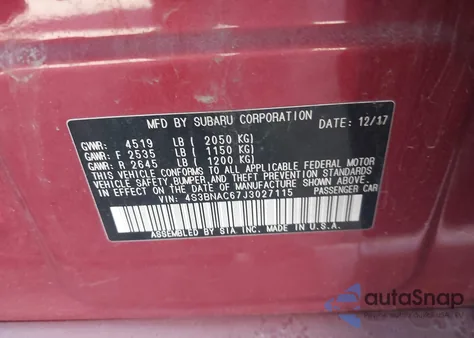 MFD BY SUBARU CORPORATION DATE: 12/17
GVWR: 4519 LB ( 2050 KG)
GAWR: F 2535 LB ( 1150 KG)
GAWR: R 2645 LB ( 1200 KG)
THIS VEHICLE CONFORMS TO ALL APPLICABLE FEDERAL MOTOR
VEHICLE SAFETY, BUMPER, AND THEFT PREVENTION STANDARDS
IN EFFECT ON THE DATE OF MANUFACTURE SHOWN ABOVE.
VIN: 4S3BNAC67J3027115 PASSENGER CAR
ASSEMBLED BY SIA INC. MADE IN U.S.A.
autoSnap